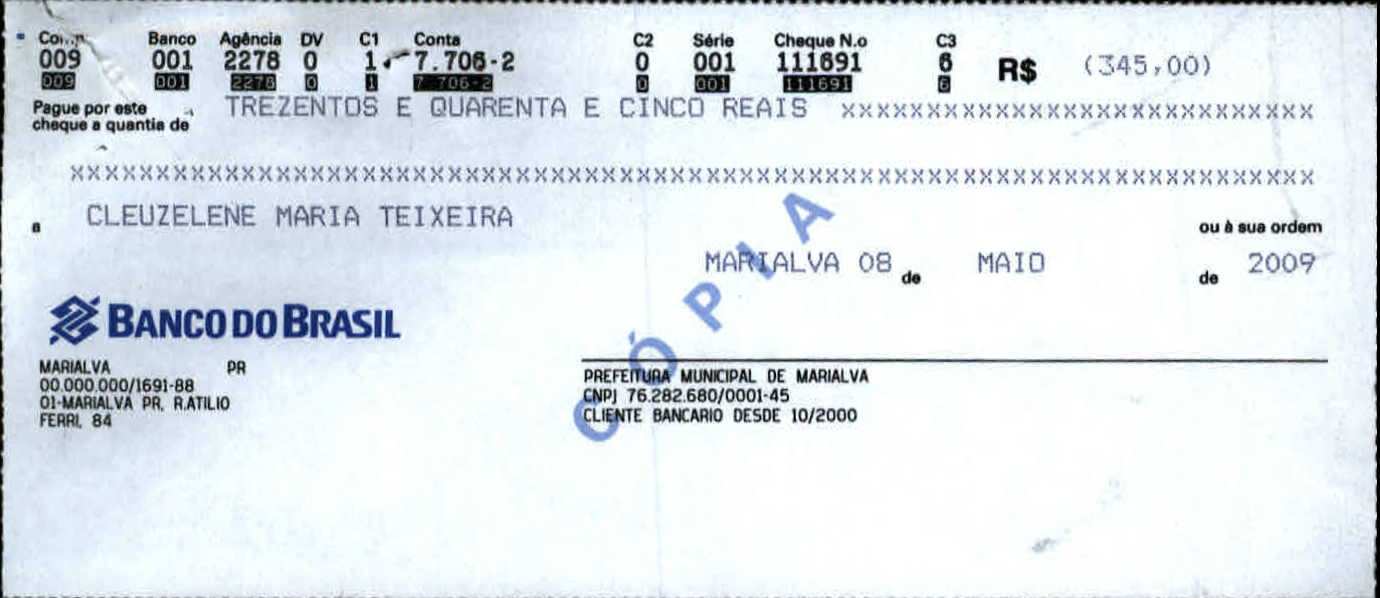 Comp. Banco Agência DV C1 Conta C2 Série Cheque N.o C3
009 001 2278 0 1 7.706-2 0 001 111691 6 R$ (345,00)
009 001 2278 0 1 7.706-2 0 001 111691 6
Pague por este cheque a quantia de TREZENTOS E QUARENTA E CINCO REAIS XXXXXXXXXXXXXXXXXXXXXXXXXXXX
XXXXXXXXXXXXXXXXXXXXXXXXXXXXXXXXXXXXXXXXXXXXXXXXXXXXXXXXXXXXXXXXXXXXXXXXXX
a CLEUZELENE MARIA TEIXEIRA ou à sua ordem
MARIALVA 08 de MAIO de 2009
CÓPIA
BANCO DO BRASIL
MARIALVA PR
00.000.000/1691-88
01-MARIALVA PR, R.ATILIO
FERRI, 84
PREFEITURA MUNICIPAL DE MARIALVA
CNPJ 76.282.680/0001-45
CLIENTE BANCARIO DESDE 10/2000